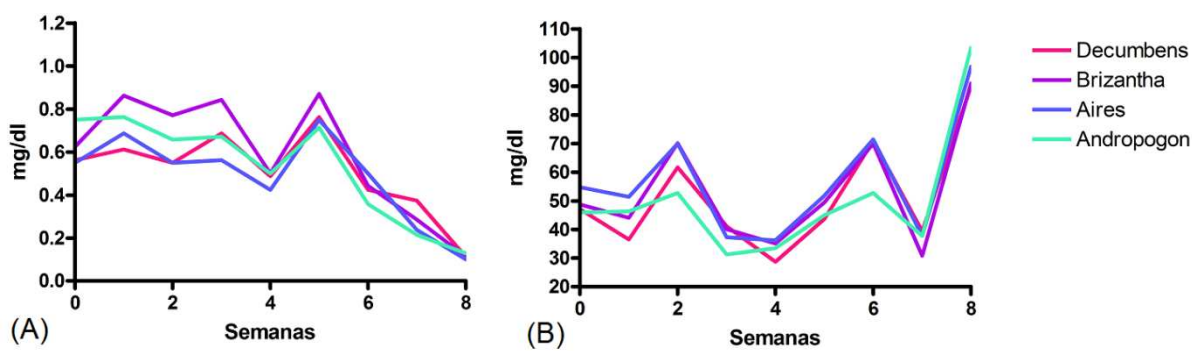 1.2
1.0
0.8
0.6
0.4
0.2
0.0
mg/dl
0 2 4 6 8
Semanas
(A)
110
100
90
80
70
60
50
40
30
20
mg/dl
0 2 4 6 8
Semanas
(B)
Decumbens
Brizantha
Aires
Andropogon